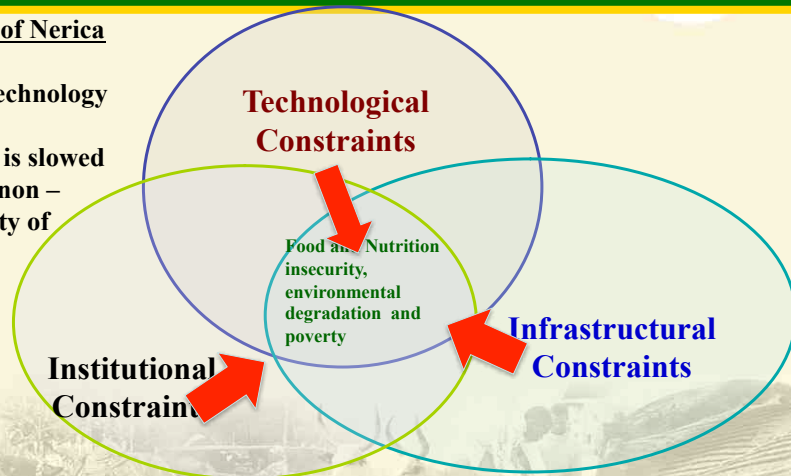 of Nerica
echnology
is slowed
non –
ty of
Technological
Constraints
Food and Nutrition
insecurity,
environmental
degradation and
poverty
Infrastructural
Constraints
Institutional
Constraint